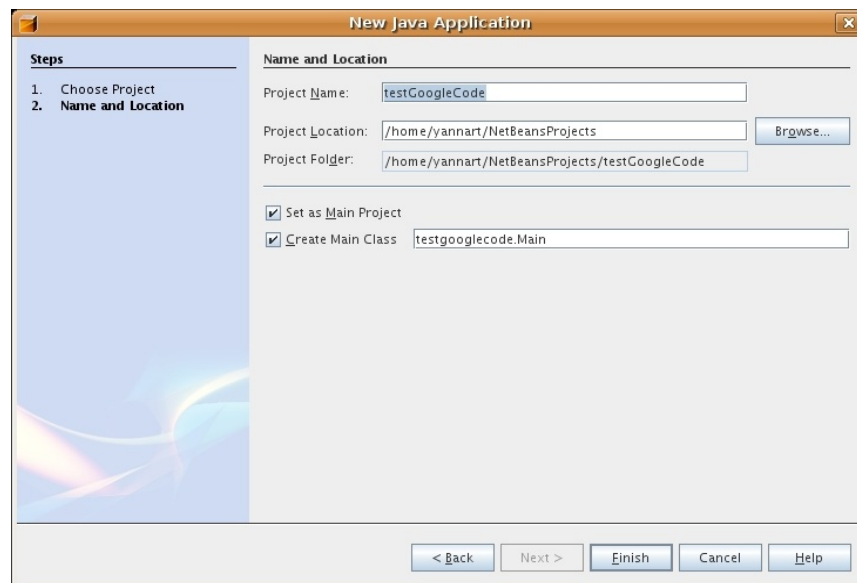 New Java Application
Steps
1. Choose Project
2. Name and Location
Name and Location
Project Name: testGoogleCode
Project Location: /home/yannart/NetBeansProjects Browse...
Project Folder: /home/yannart/NetBeansProjects/testGoogleCode
Set as Main Project
Create Main Class testgooglecode.Main
< Back Next > Finish Cancel Help